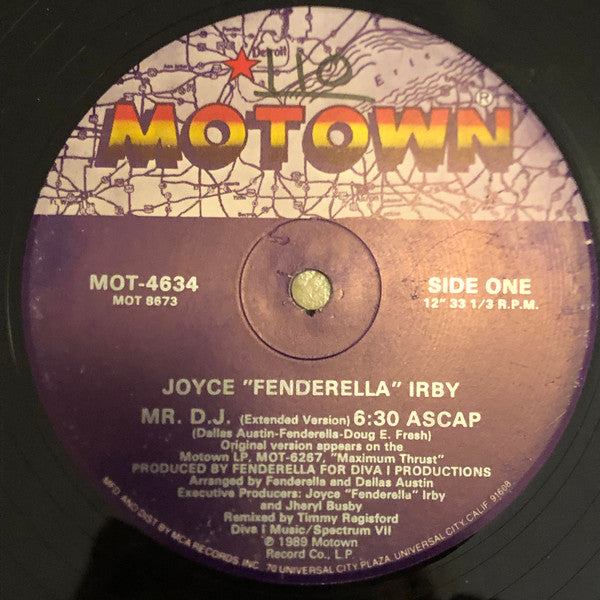 Detroit
110
Erie
MOTOWN®
MOT-4634
MOT 8673
SIDE ONE
12" 33 1/3 R.P.M.
JOYCE "FENDERELLA" IRBY
MR. D.J. (Extended Version) 6:30 ASCAP
(Dallas Austin-Fenderella-Doug E. Fresh)
Original version appears on the
Motown LP, MOT-6267, "Maximum Thrust"
PRODUCED BY FENDERELLA FOR DIVA I PRODUCTIONS
Arranged by Fenderella and Dallas Austin
Executive Producers: Joyce "Fenderella" Irby
and Jheryl Busby
Remixed by Timmy Regisford
Diva I Music/Spectrum VII
℗ 1989 Motown
Record Co., L.P.
MFD. AND DIST BY MCA RECORDS, INC. 70 UNIVERSAL CITY PLAZA, UNIVERSAL CITY, CALIF. 91608